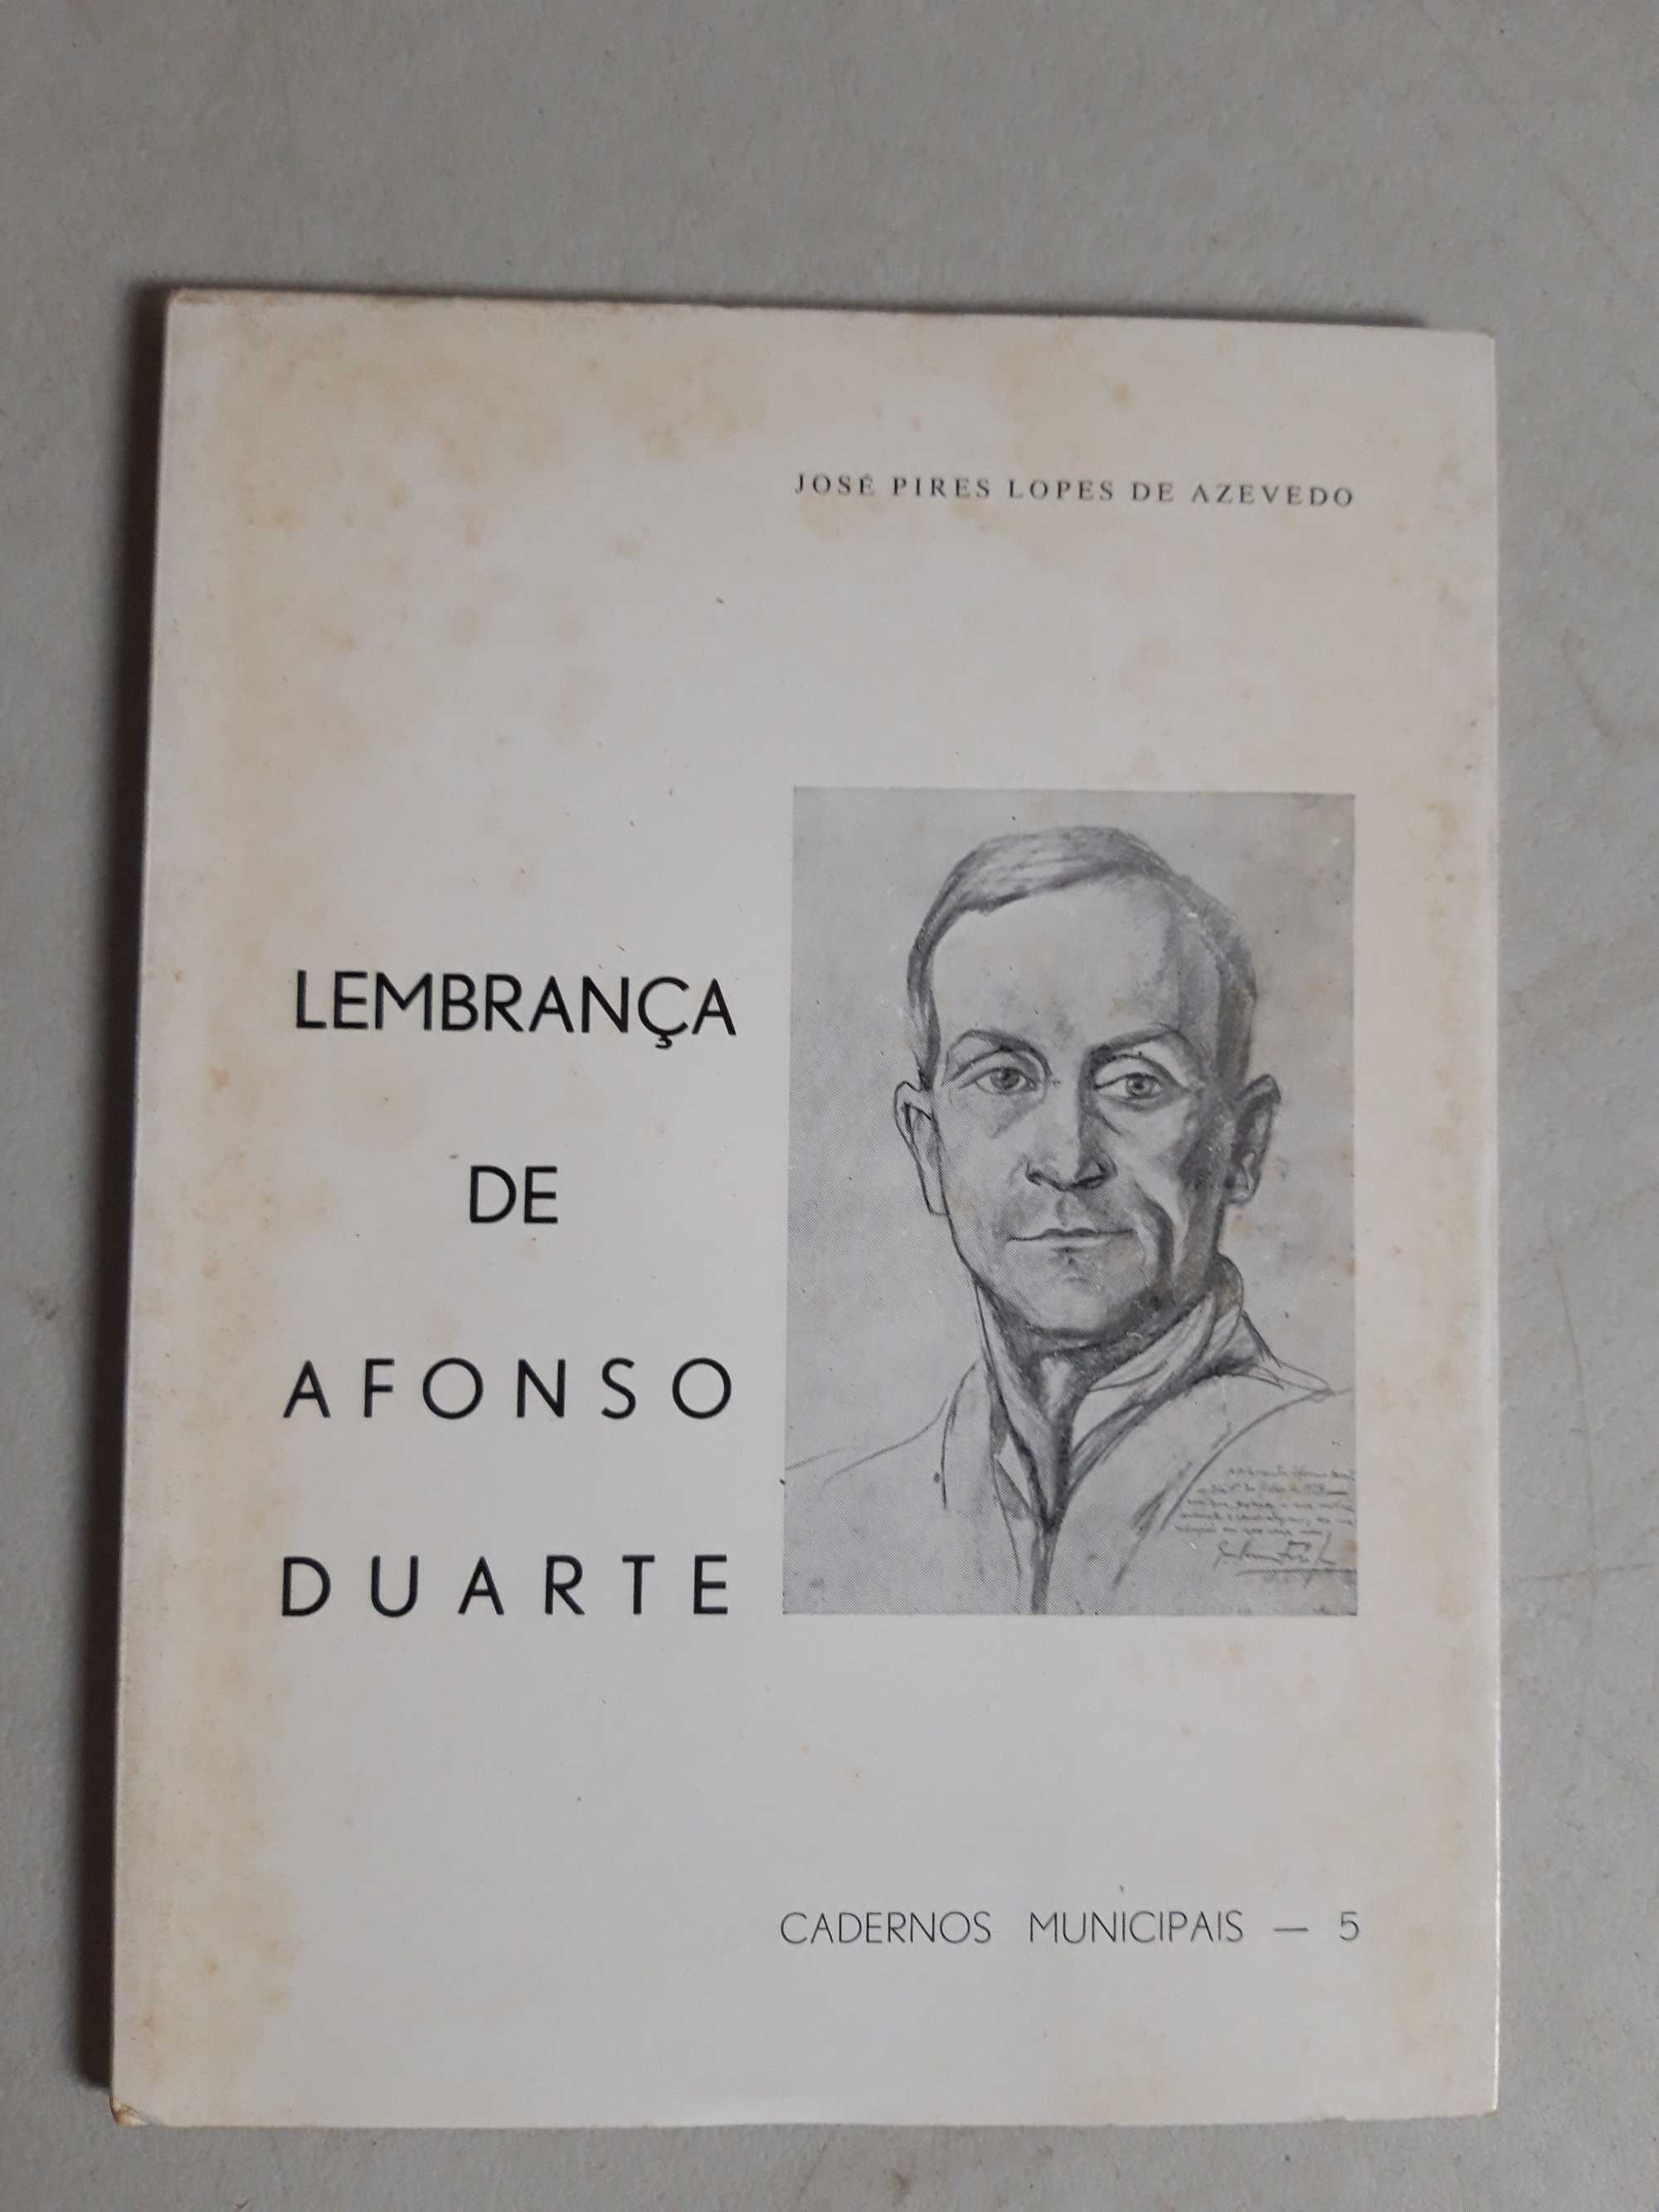 JOSÉ PIRES LOPES DE AZEVEDO
LEMBRANÇA
DE
AFONSO
DUARTE
CADERNOS MUNICIPAIS — 5